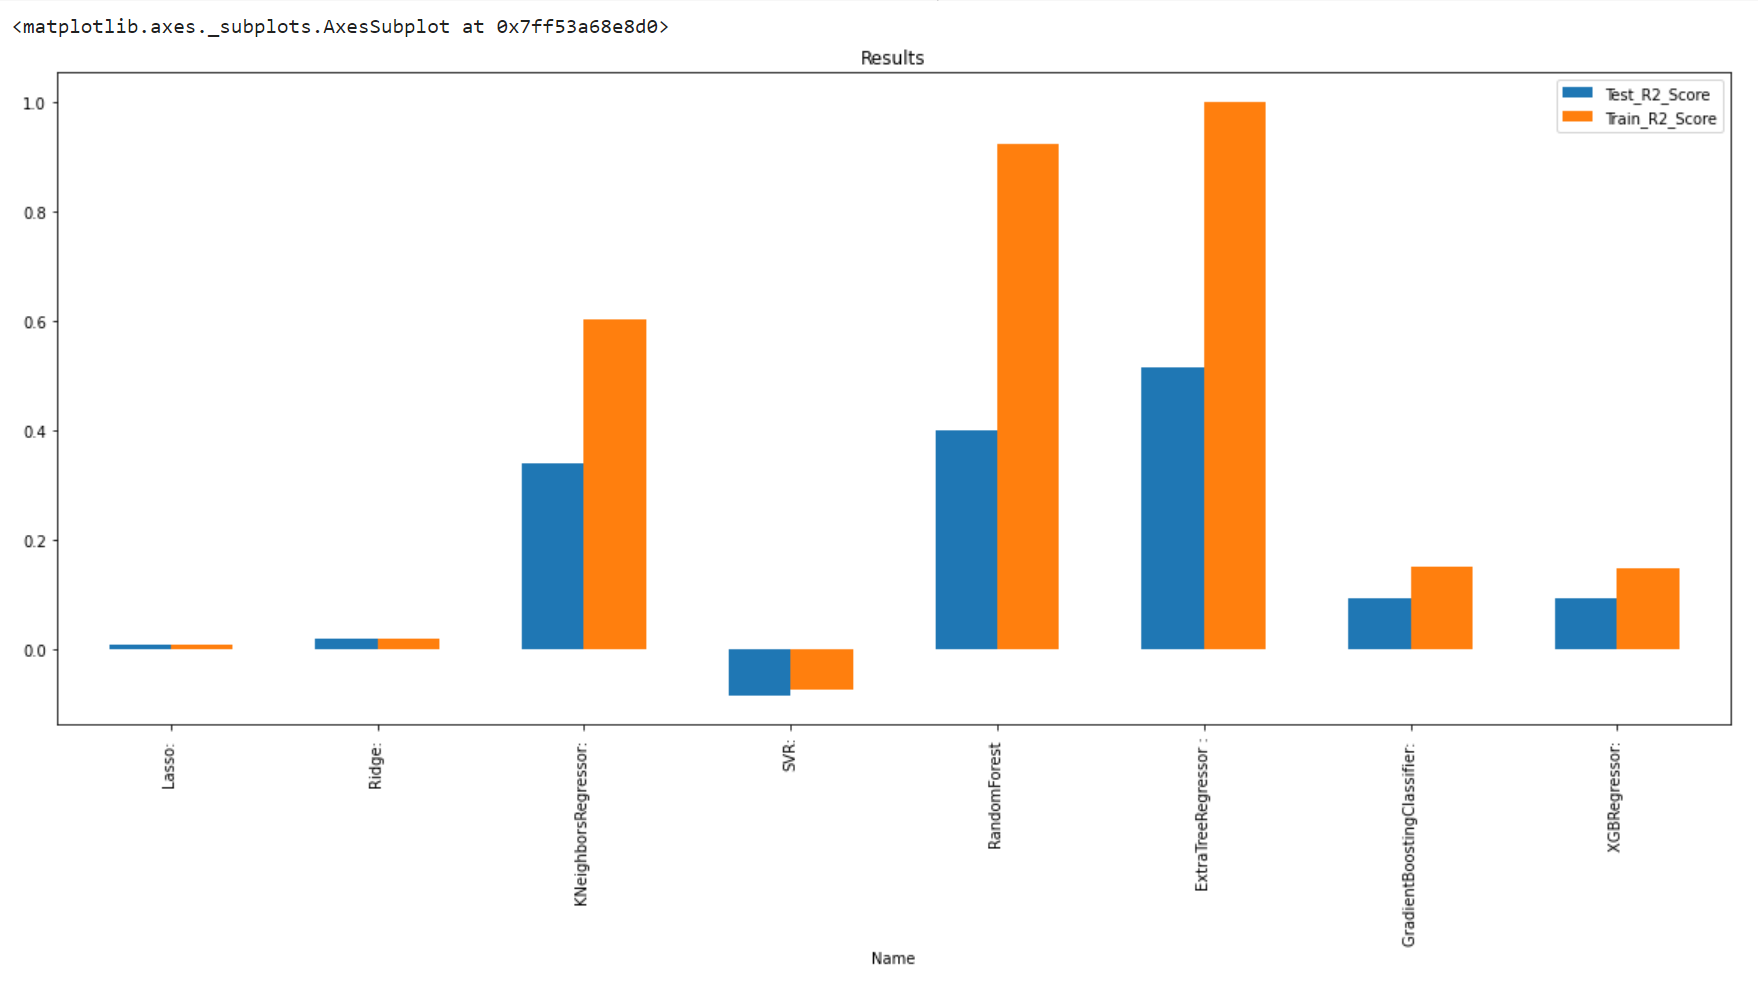 <matplotlib.axes._subplots.AxesSubplot at 0x7ff53a68e8d0>
Results
Test_R2_Score
Train_R2_Score
1.0
0.8
0.6
0.4
0.2
0.0
Lasso:
Ridge:
KNeighborsRegressor:
SVR:
RandomForest
ExtraTreeRegressor :
GradientBoostingClassifier:
XGBRegressor:
Name